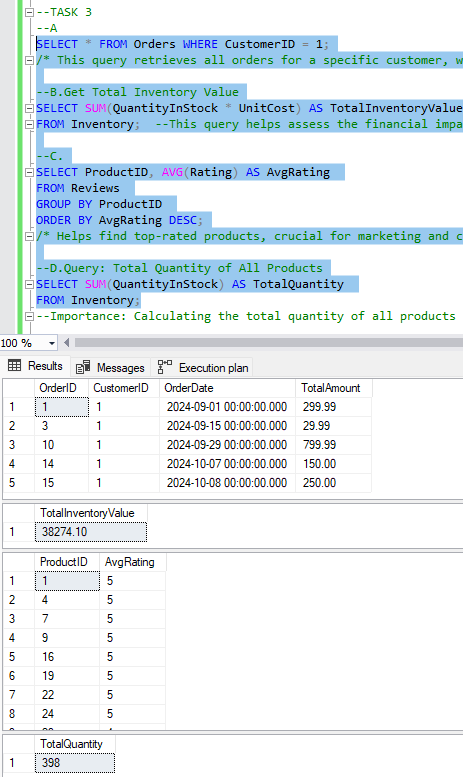 --TASK 3
--A
SELECT * FROM Orders WHERE CustomerID = 1;
/* This query retrieves all orders for a specific customer, w
--B.Get Total Inventory Value
SELECT SUM(QuantityInStock * UnitCost) AS TotalInventoryValue
FROM Inventory;  --This query helps assess the financial impa
--C.
SELECT ProductID, AVG(Rating) AS AvgRating
FROM Reviews
GROUP BY ProductID
ORDER BY AvgRating DESC;
/* Helps find top-rated products, crucial for marketing and c
--D.Query: Total Quantity of All Products
SELECT SUM(QuantityInStock) AS TotalQuantity
FROM Inventory;
--Importance: Calculating the total quantity of all products
100 %
Results Messages Execution plan
OrderID CustomerID OrderDate TotalAmount
1 1 1 2024-09-01 00:00:00.000 299.99
2 3 1 2024-09-15 00:00:00.000 29.99
3 10 1 2024-09-29 00:00:00.000 799.99
4 14 1 2024-10-07 00:00:00.000 150.00
5 15 1 2024-10-08 00:00:00.000 250.00
TotalInventoryValue
1 38274.10
ProductID AvgRating
1 1 5
2 4 5
3 7 5
4 9 5
5 16 5
6 19 5
7 22 5
8 24 5
TotalQuantity
1 398